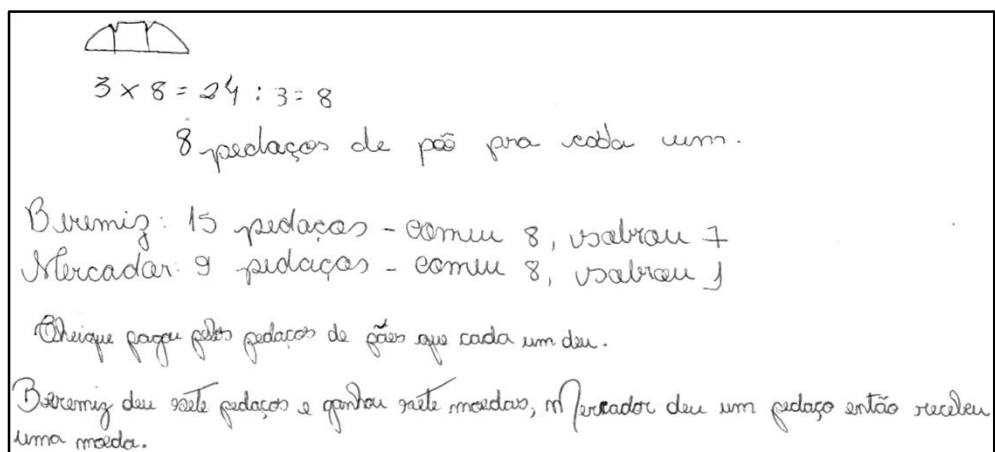 3 x 8 = 24 : 3 = 8
8 pedaços de pão pra cada um.
Beremiz: 15 pedaços - comeu 8, sobrou 7
Mercador: 9 pedaços - comeu 8, sobrou 1
Cheique pagou pelos pedaços de pães que cada um deu.
Beremiz deu sete pedaços e ganhou sete moedas, Mercador deu um pedaço então recebeu
uma moeda.